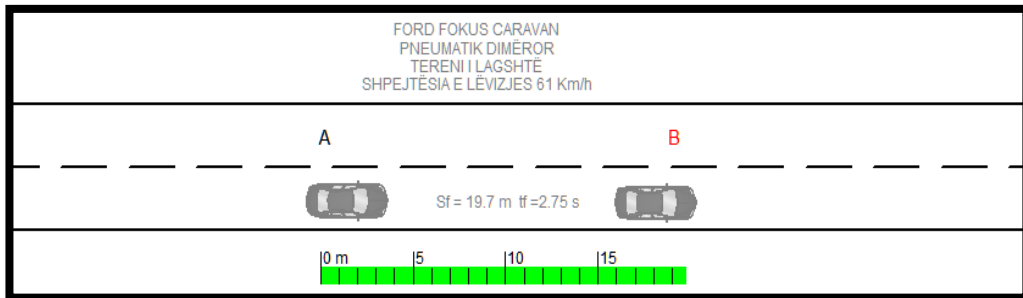 FORD FOKUS CARAVAN
PNEUMATIK DIMËROR
TERENI I LAGSHTË
SHPEJTËSIA E LËVIZJES 61 Km/h
A B
Sf = 19.7 m tf =2.75 s
0 m 5 10 15